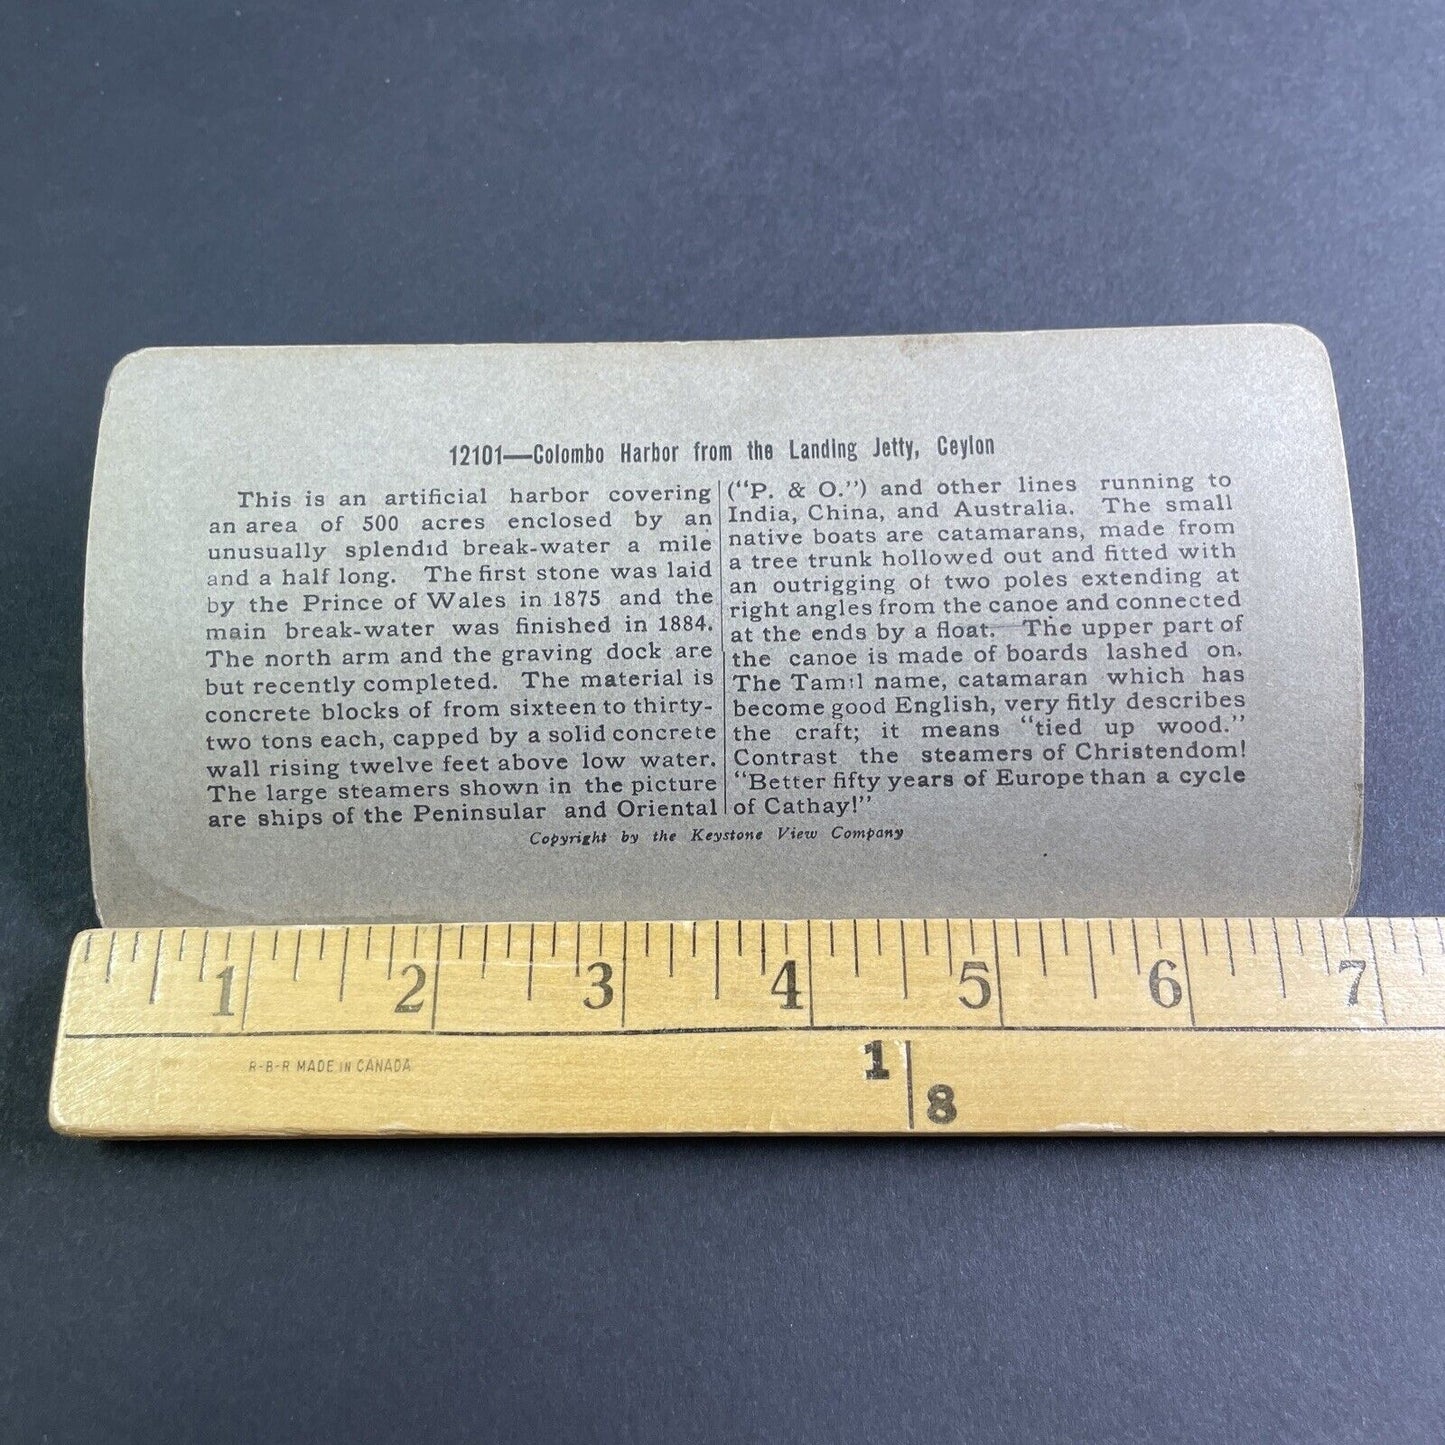 12101—Colombo Harbor from the Landing Jetty, Ceylon
This is an artificial harbor covering
an area of 500 acres enclosed by an
unusually splendid break-water a mile
and a half long. The first stone was laid
by the Prince of Wales in 1875 and the
main break-water was finished in 1884.
The north arm and the graving dock are
but recently completed. The material is
concrete blocks of from sixteen to thirty-
two tons each, capped by a solid concrete
wall rising twelve feet above low water.
The large steamers shown in the picture
are ships of the Peninsular and Oriental
("P. & O.") and other lines running to
India, China, and Australia. The small
native boats are catamarans, made from
a tree trunk hollowed out and fitted with
an outrigging of two poles extending at
right angles from the canoe and connected
at the ends by a float. The upper part of
the canoe is made of boards lashed on.
The Tamil name, catamaran which has
become good English, very fitly describes
the craft; it means "tied up wood."
Contrast the steamers of Christendom!
"Better fifty years of Europe than a cycle
of Cathay!"
Copyright by the Keystone View Company
1 2 3 4 5 6 7
R-B-R MADE IN CANADA
1
8